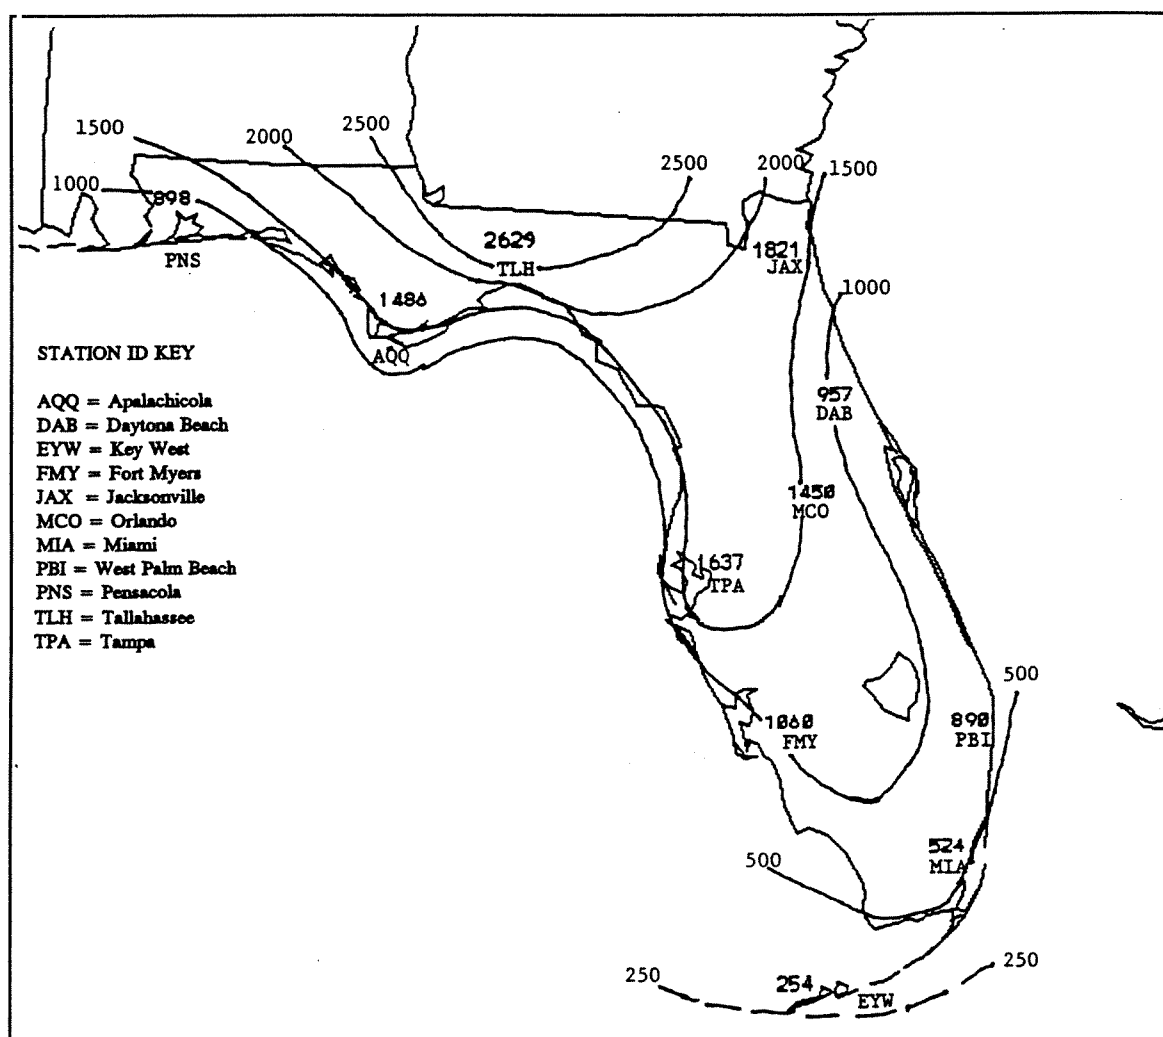 1500
2000
2500
2500
2000
1500
1000
898
PNS
2629
TLH
1821
JAX
1000
1486
AQQ
STATION ID KEY
AQQ = Apalachicola
DAB = Daytona Beach
EYW = Key West
FMY = Fort Myers
JAX = Jacksonville
MCO = Orlando
MIA = Miami
PBI = West Palm Beach
PNS = Pensacola
TLH = Tallahassee
TPA = Tampa
957
DAB
1450
MCO
1637
TPA
500
890
PBI
1060
FMY
524
MIA
500
250
254
EYW
250